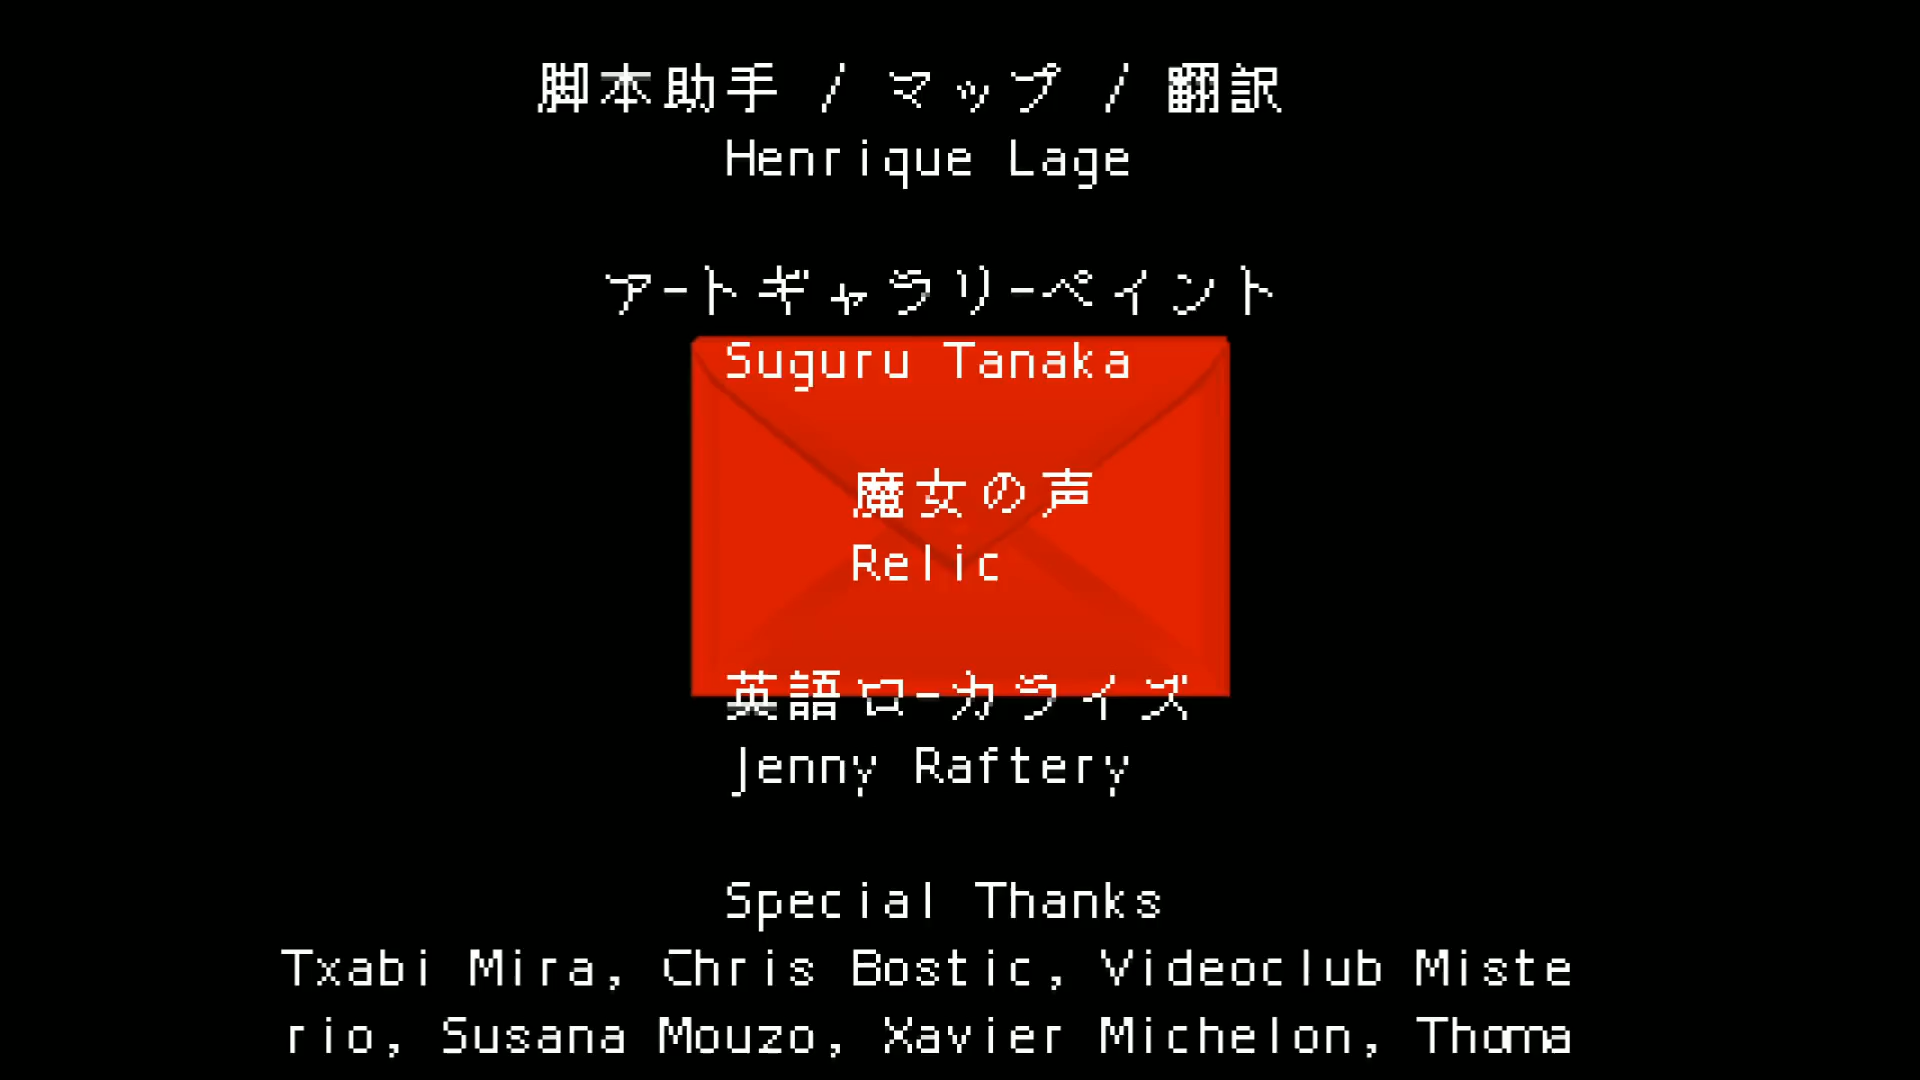 脚本助手 / マップ / 翻訳
Henrique Lage
アートギャラリーペイント
Suguru Tanaka
魔女の声
Relic
英語ローカライズ
Jenny Raftery
Special Thanks
Txabi Mira, Chris Bostic, Videoclub Miste
rio, Susana Mouzo, Xavier Michelon, Thoma